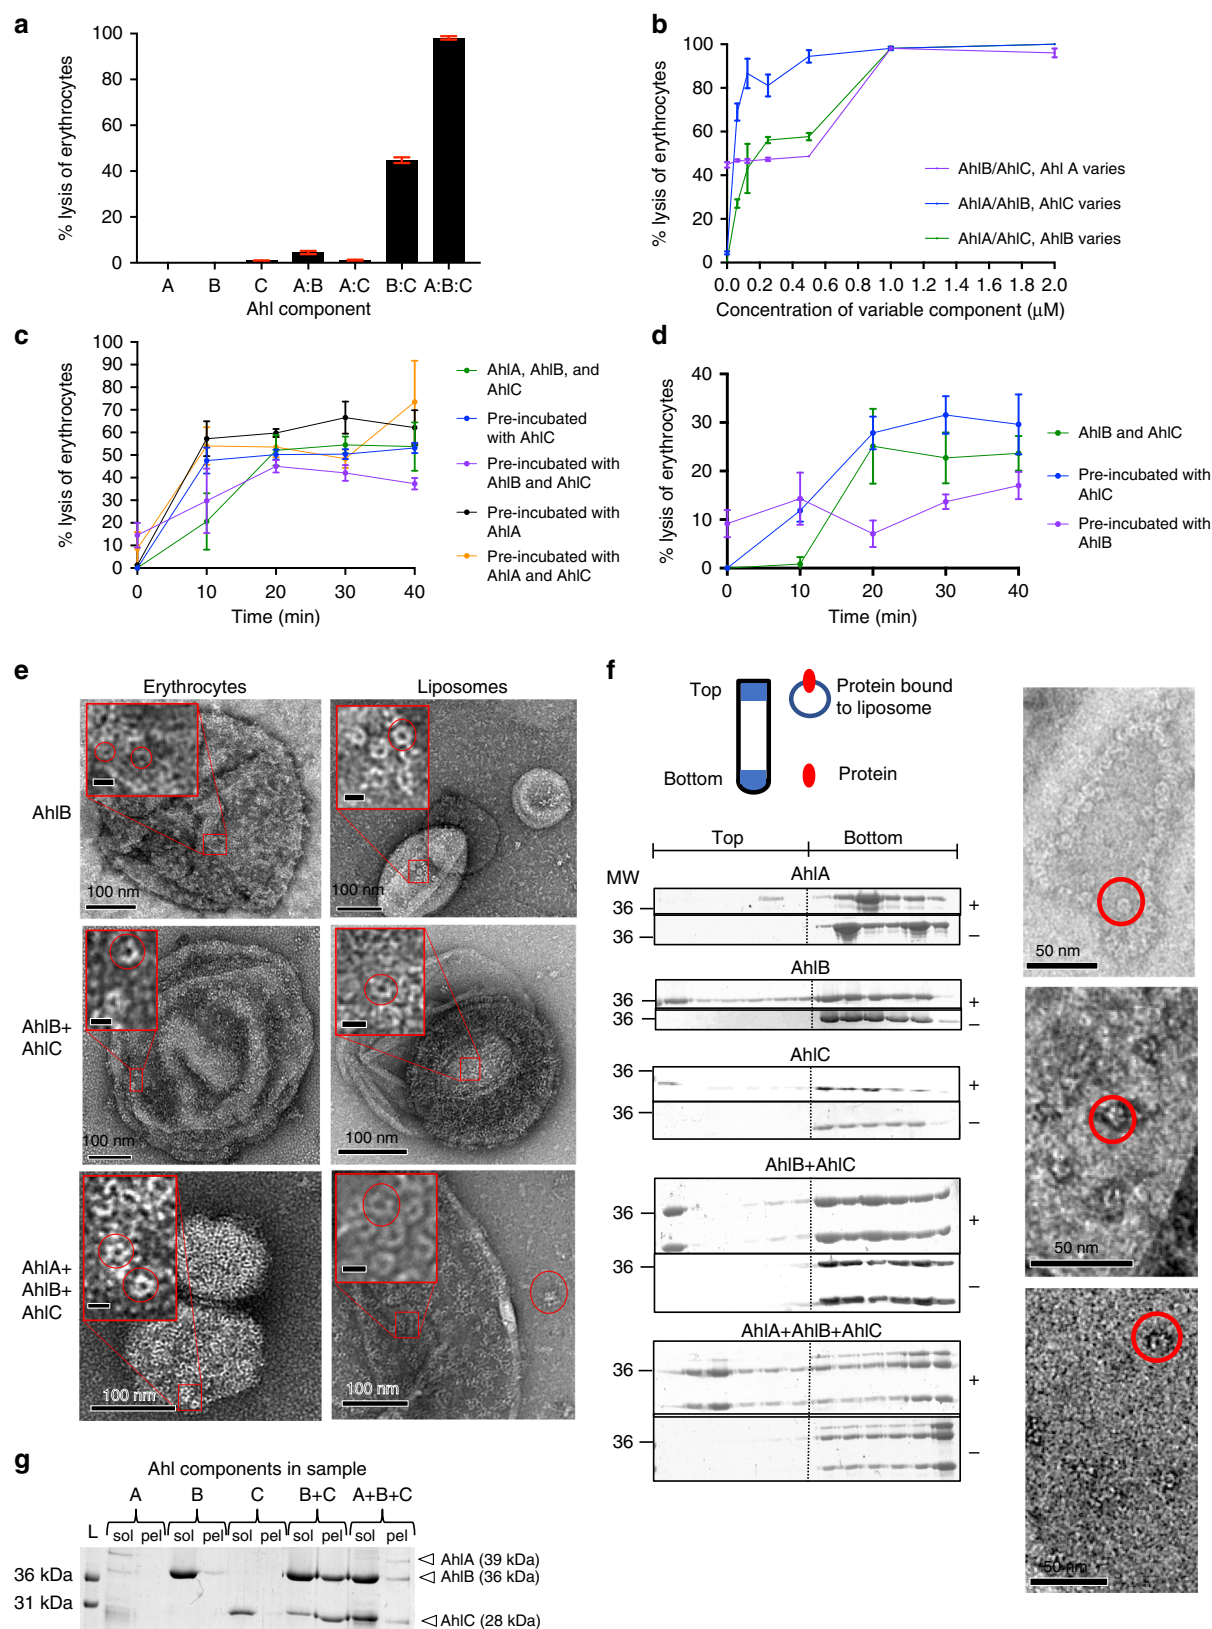 a
% lysis of erythrocytes
100
80
60
40
20
0
A B C A:B A:C B:C A:B:C
Ahl component
b
% lysis of erythrocytes
100
80
60
40
20
0
AhlB/AhlC, Ahl A varies
AhlA/AhlB, AhlC varies
AhlA/AhlC, AhlB varies
0.0 0.2 0.4 0.6 0.8 1.0 1.2 1.4 1.6 1.8 2.0
Concentration of variable component (μM)
c
% lysis of erythrocytes
100
90
80
70
60
50
40
30
20
10
0
0 10 20 30 40
Time (min)
AhlA, AhlB, and
AhlC
Pre-incubated
with AhlC
Pre-incubated with
AhlB and AhlC
Pre-incubated with
AhlA
Pre-incubated with
AhlA and AhlC
d
% lysis of erythrocytes
40
30
20
10
0
0 10 20 30 40
Time (min)
AhlB and AhlC
Pre-incubated with
AhlC
Pre-incubated with
AhlB
e
Erythrocytes Liposomes
AhlB
100 nm 100 nm
AhlB+
AhlC
100 nm 100 nm
AhlA+
AhlB+
AhlC
100 nm 100 nm
f
Top
Protein bound
to liposome
Bottom
Protein
Top Bottom
MW
AhlA
36 +
36 –
AhlB
36 +
36 –
AhlC
36 +
36 –
AhlB+AhlC
36 +
36 –
AhlA+AhlB+AhlC
36 +
36 –
50 nm
50 nm
50 nm
g
Ahl components in sample
A B C B+C A+B+C
L sol pel sol pel sol pel sol pel sol pel
36 kDa
31 kDa
AhlA (39 kDa)
AhlB (36 kDa)
AhlC (28 kDa)